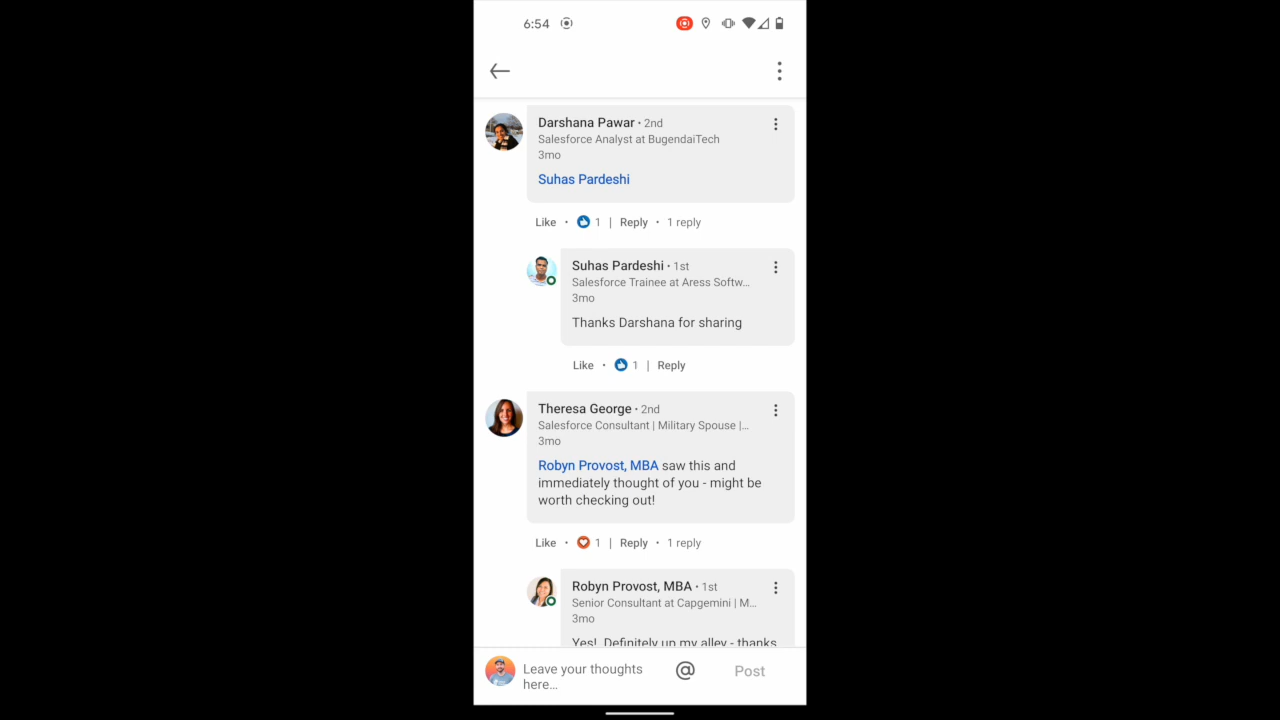 6:54
Darshana Pawar • 2nd
Salesforce Analyst at BugendaiTech
3mo
Suhas Pardeshi
Like • 1 | Reply • 1 reply
Suhas Pardeshi • 1st
Salesforce Trainee at Aress Softw...
3mo
Thanks Darshana for sharing
Like • 1 | Reply
Theresa George • 2nd
Salesforce Consultant | Military Spouse |...
3mo
Robyn Provost, MBA saw this and
immediately thought of you - might be
worth checking out!
Like • 1 | Reply • 1 reply
Robyn Provost, MBA • 1st
Senior Consultant at Capgemini | M...
3mo
Yes! Definitely up my alley - thanks
Leave your thoughts
here...
@
Post